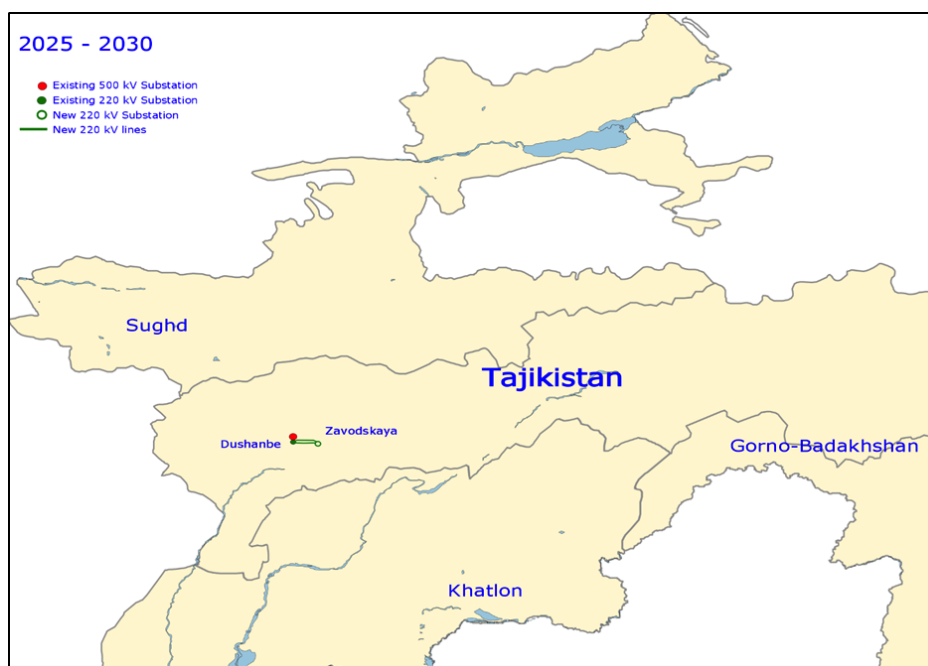 2025 - 2030
Existing 500 kV Substation
Existing 220 kV Substation
New 220 kV Substation
New 220 kV lines
Sughd
Tajikistan
Zavodskaya
Dushanbe
Gorno-Badakhshan
Khatlon